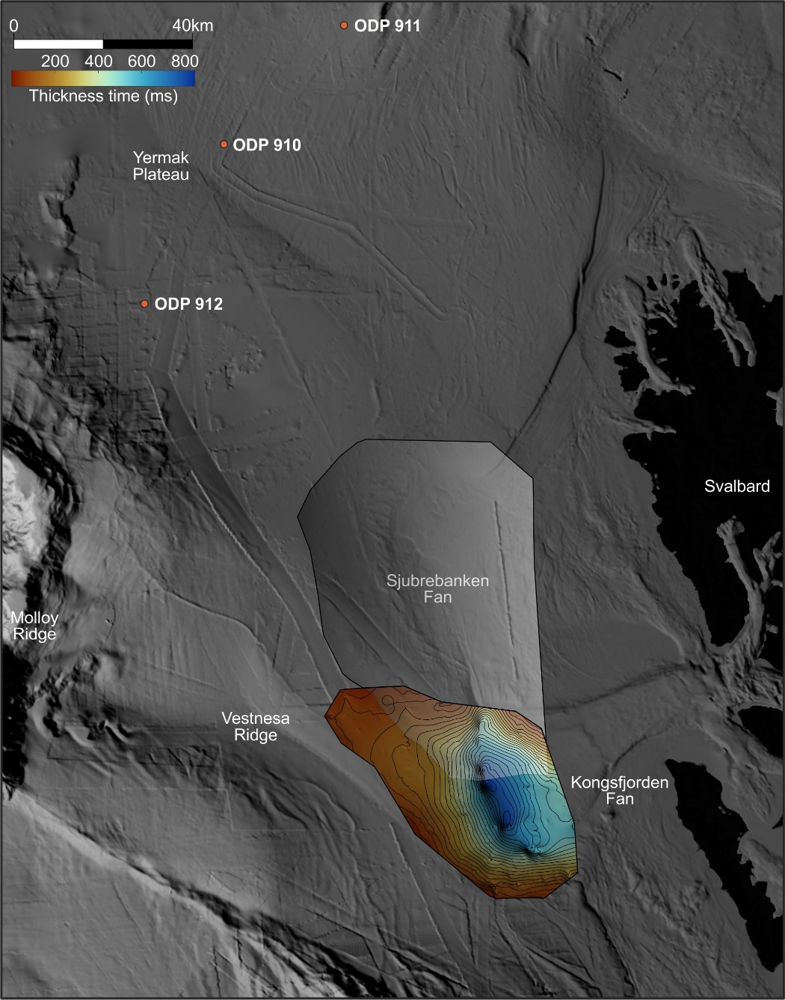 0 40km
200 400 600 800
Thickness time (ms)
ODP 911
ODP 910
Yermak
Plateau
ODP 912
Svalbard
Sjubrebanken
Fan
Molloy
Ridge
Vestnesa
Ridge
Kongsfjorden
Fan